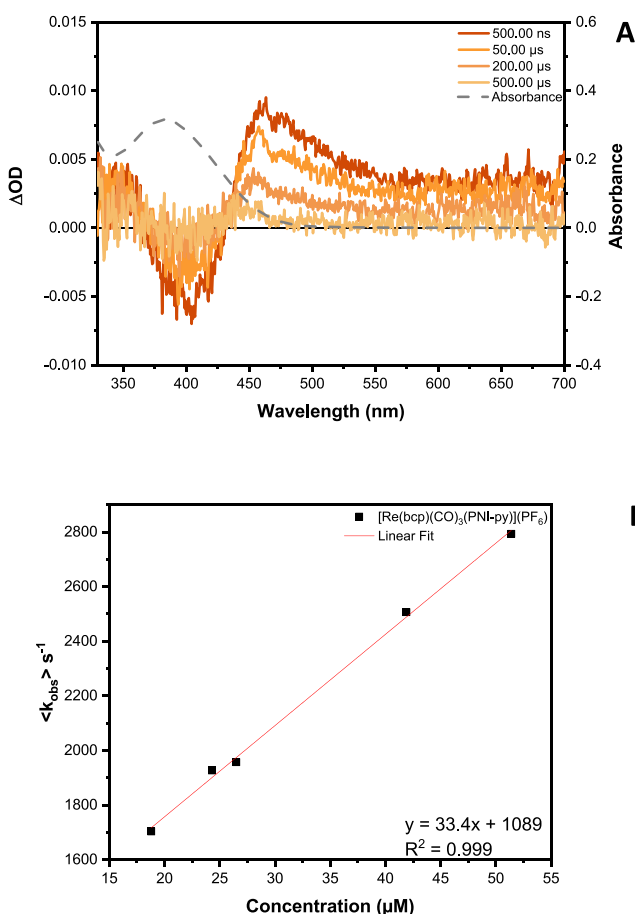 A
0.015
0.010
0.005
0.000
-0.005
-0.010
ΔOD
500.00 ns
50.00 µs
200.00 µs
500.00 µs
Absorbance
0.6
0.4
0.2
0.0
-0.2
-0.4
Absorbance
350 400 450 500 550 600 650 700
Wavelength (nm)
[Re(bcp)(CO)₃(PNI-py)](PF₆)
Linear Fit
2800
2600
2400
2200
2000
1800
1600
<k_obs> s⁻¹
y = 33.4x + 1089
R² = 0.999
15 20 25 30 35 40 45 50 55
Concentration (µM)